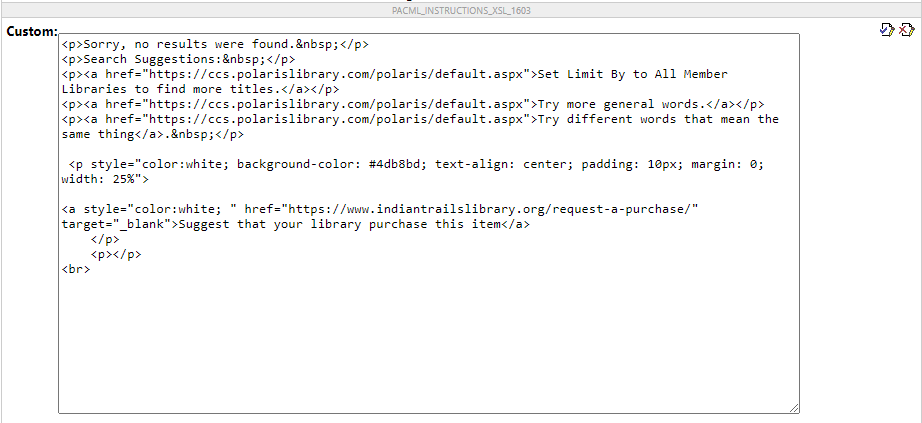 PACML_INSTRUCTIONS_XSL_1603
Custom:
<p>Sorry, no results were found.&nbsp;</p>
<p>Search Suggestions:&nbsp;</p>
<p><a href="https://ccs.polarislibrary.com/polaris/default.aspx">Set Limit By to All Member
Libraries to find more titles.</a></p>
<p><a href="https://ccs.polarislibrary.com/polaris/default.aspx">Try more general words.</a></p>
<p><a href="https://ccs.polarislibrary.com/polaris/default.aspx">Try different words that mean the
same thing</a>.&nbsp;</p>
<p style="color:white; background-color: #4db8bd; text-align: center; padding: 10px; margin: 0;
width: 25%">
<a style="color:white; " href="https://www.indiantrailslibrary.org/request-a-purchase/"
target="_blank">Suggest that your library purchase this item</a>
</p>
<p></p>
<br>